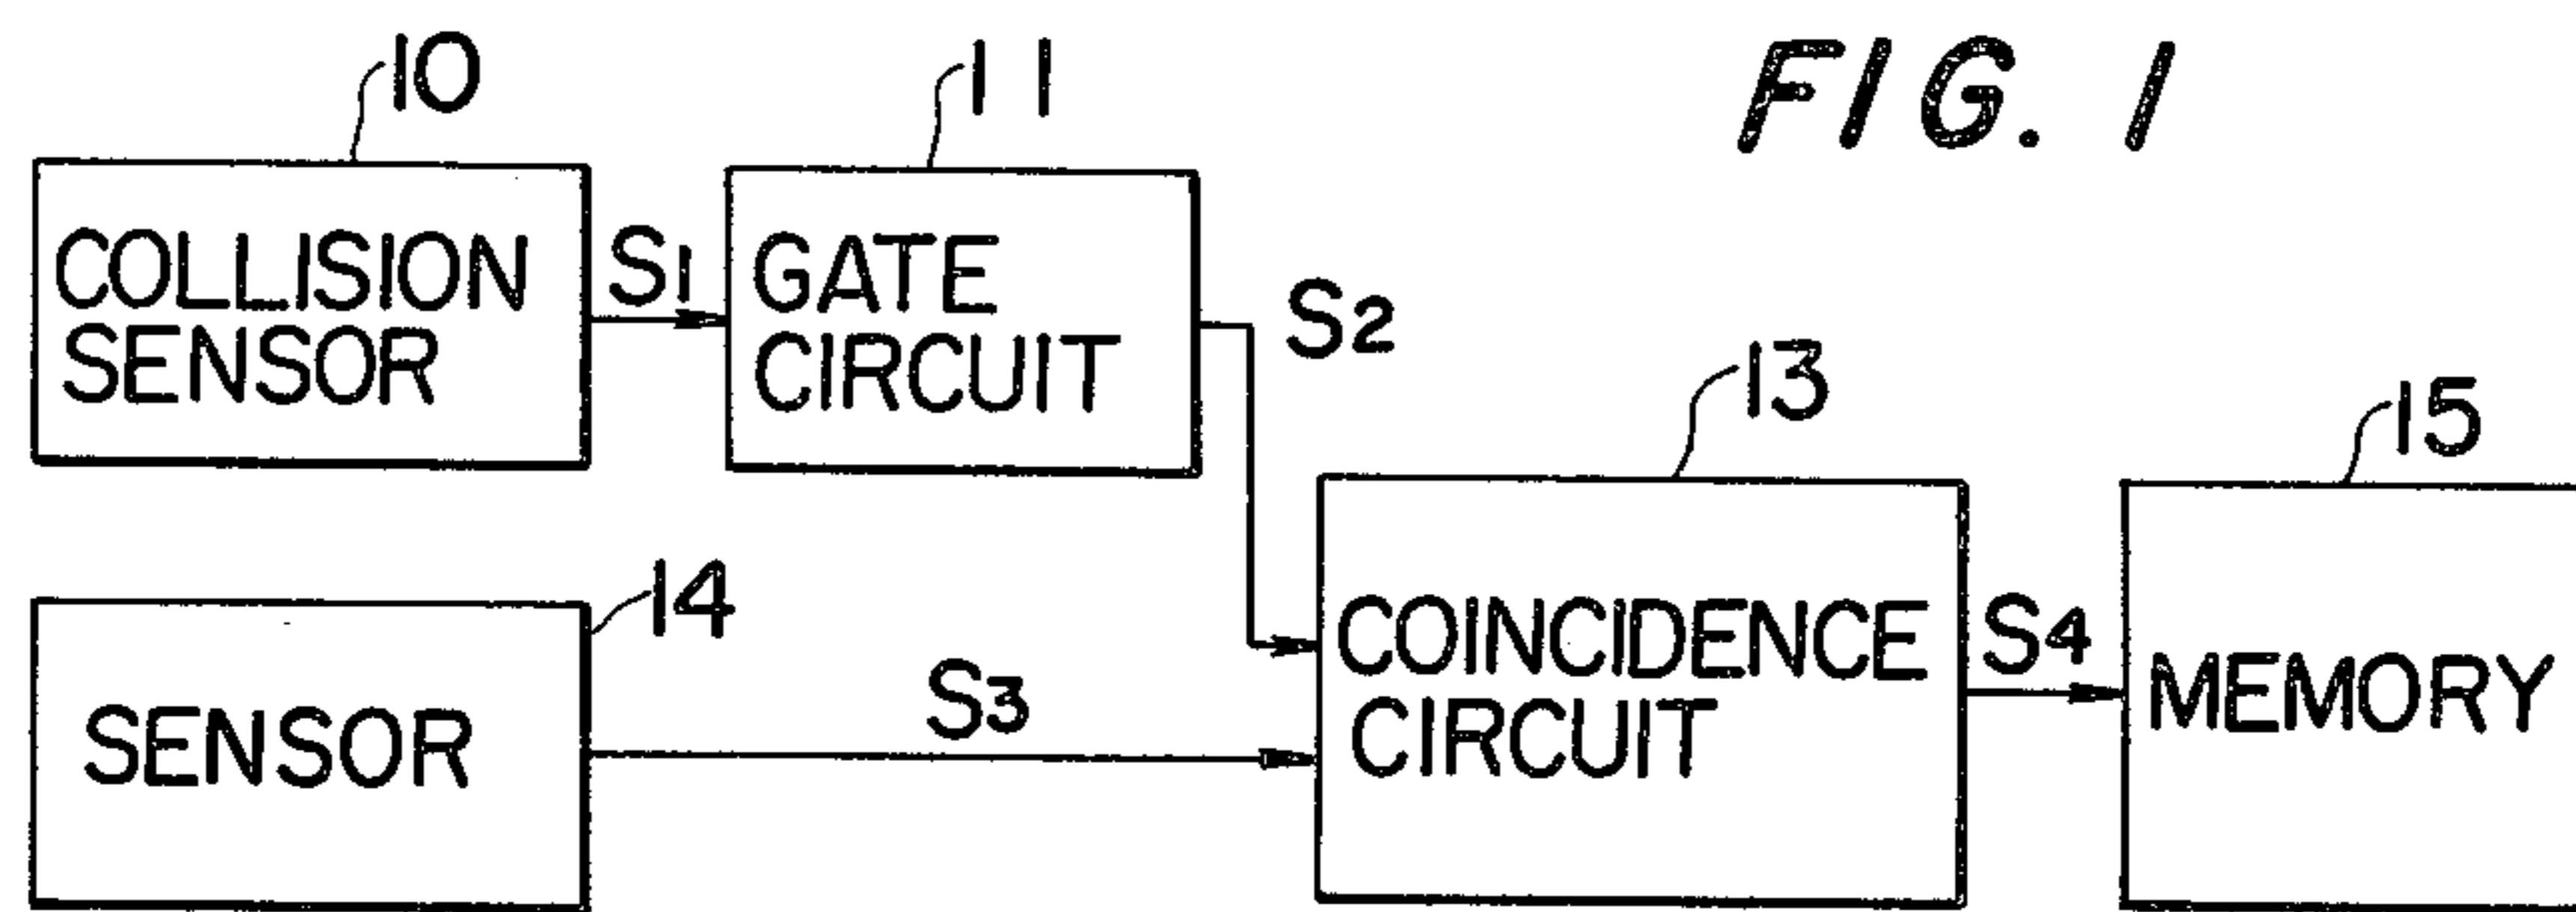 FIG. 1
10
11
COLLISION
SENSOR
S1
GATE
CIRCUIT
S2
13
15
14
SENSOR
S3
COINCIDENCE
CIRCUIT
S4
MEMORY